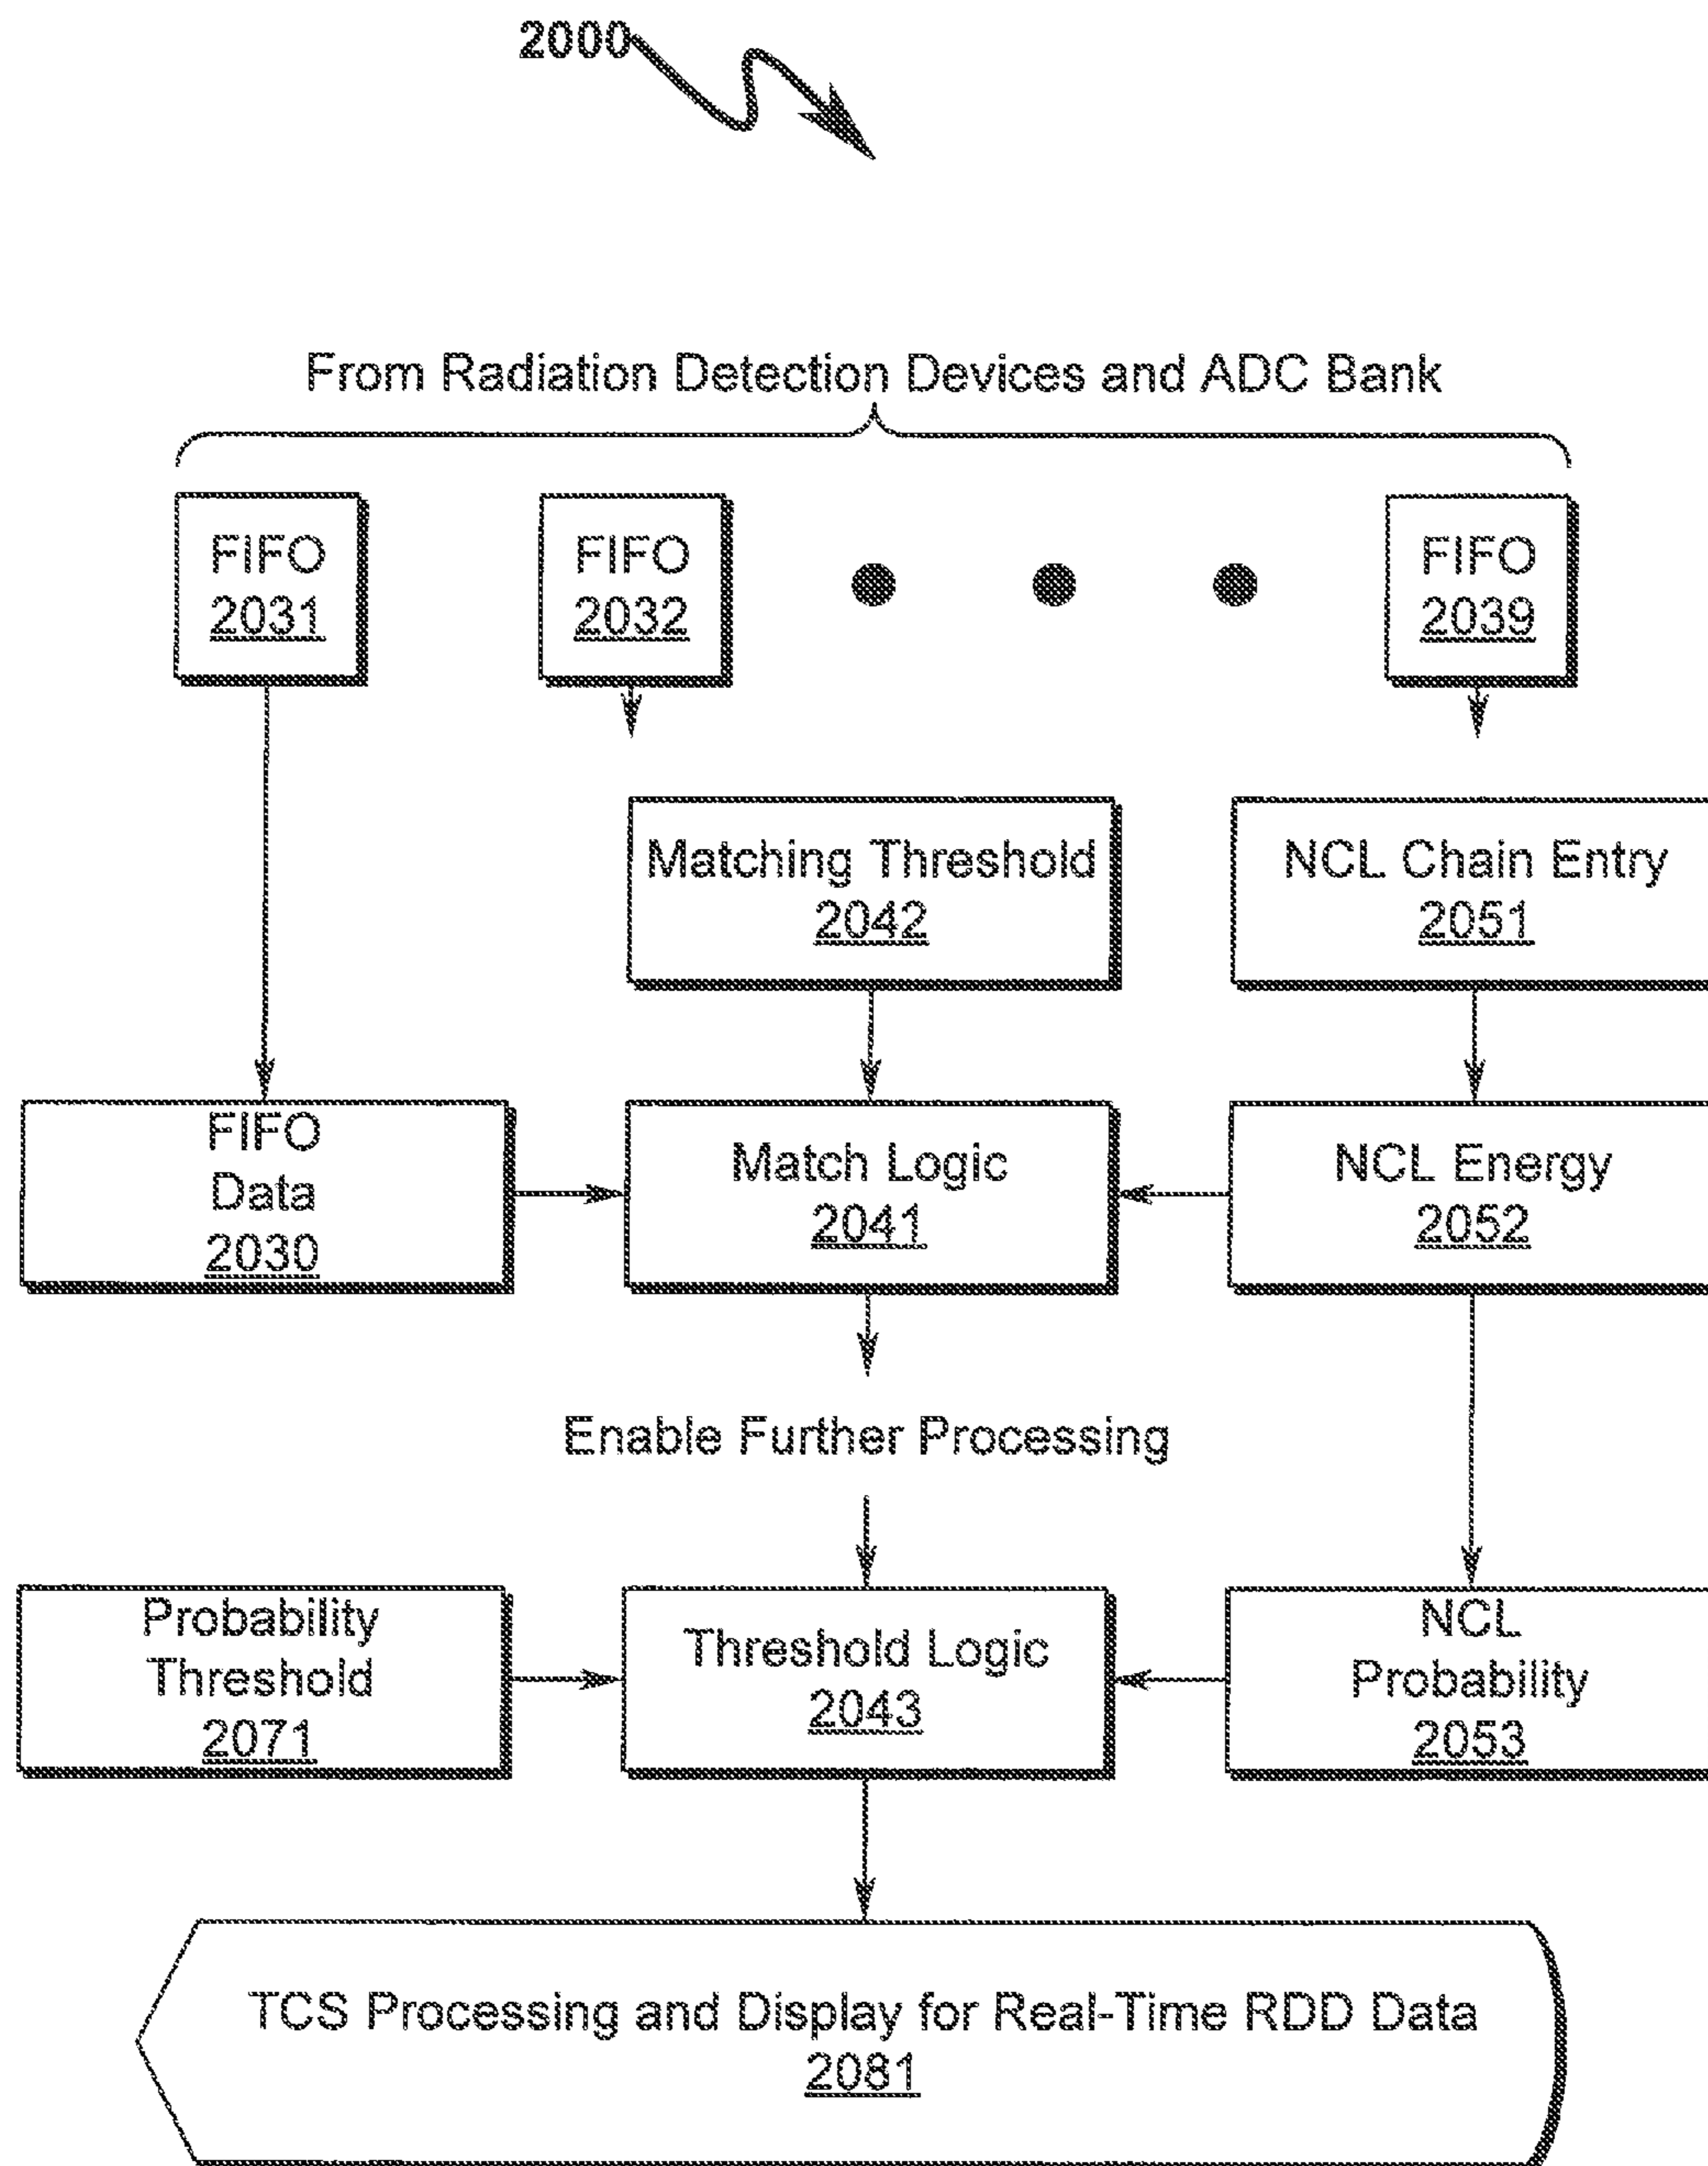 2000
From Radiation Detection Devices and ADC Bank
FIFO
2031
FIFO
2032
FIFO
2039
Matching Threshold
2042
NCL Chain Entry
2051
FIFO
Data
2030
Match Logic
2041
NCL Energy
2052
Enable Further Processing
Probability
Threshold
2071
Threshold Logic
2043
NCL
Probability
2053
TCS Processing and Display for Real-Time RDD Data
2081